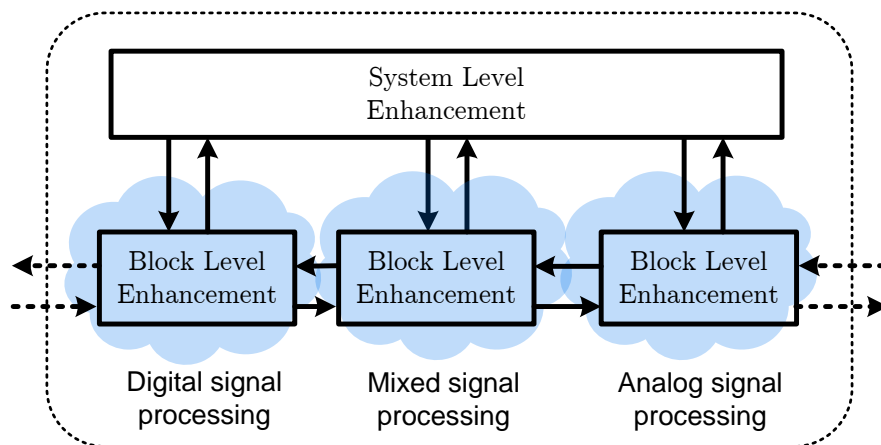 System Level
Enhancement
Block Level
Enhancement
Block Level
Enhancement
Block Level
Enhancement
Digital signal
processing
Mixed signal
processing
Analog signal
processing